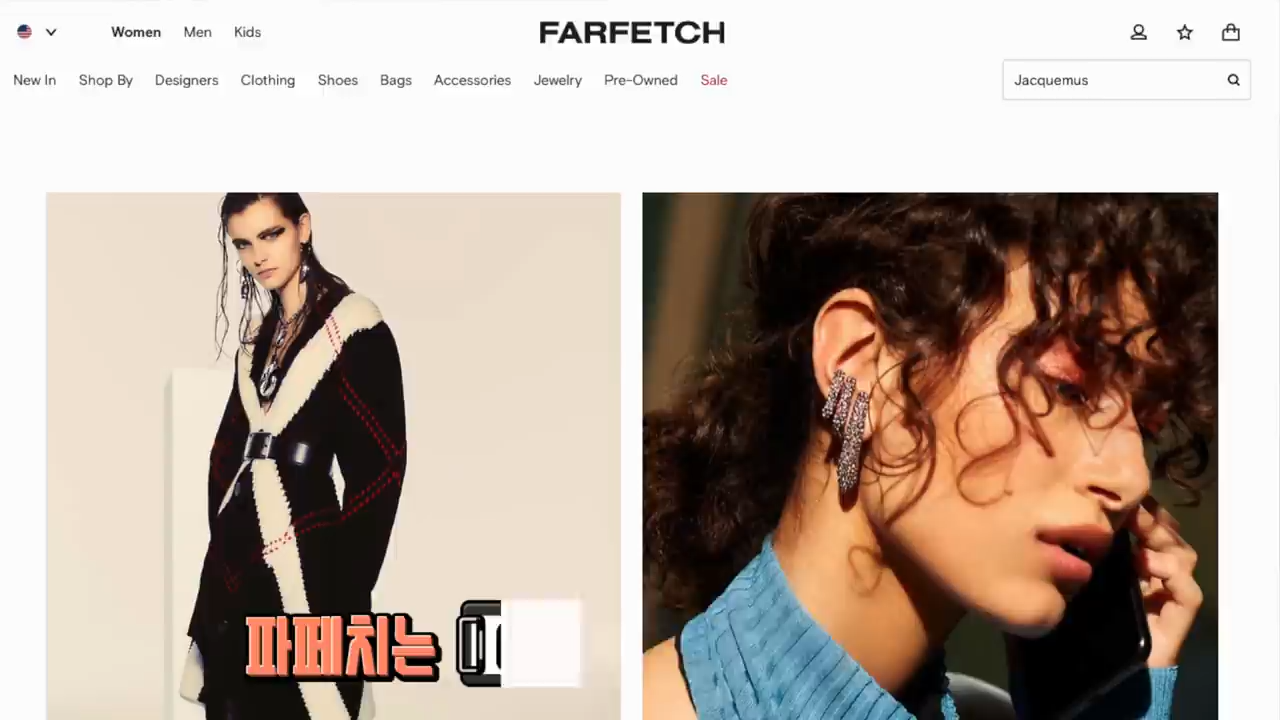 Women Men Kids
FARFETCH
New In Shop By Designers Clothing Shoes Bags Accessories Jewelry Pre-Owned Sale
Jacquemus
파페치는